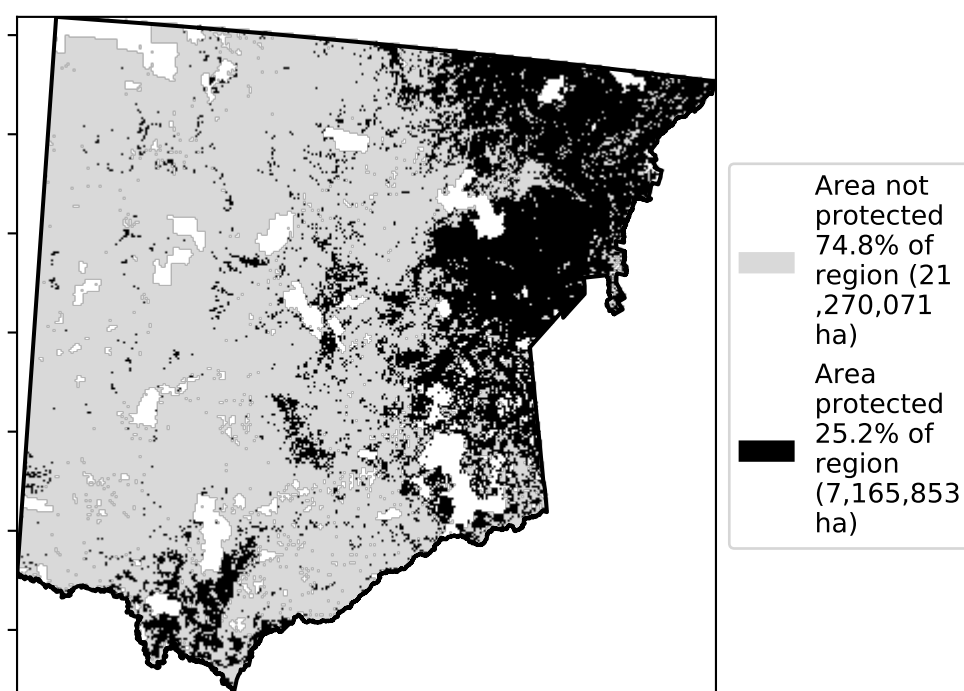 Area not
protected
74.8% of
region (21
,270,071
ha)
Area
protected
25.2% of
region
(7,165,853
ha)